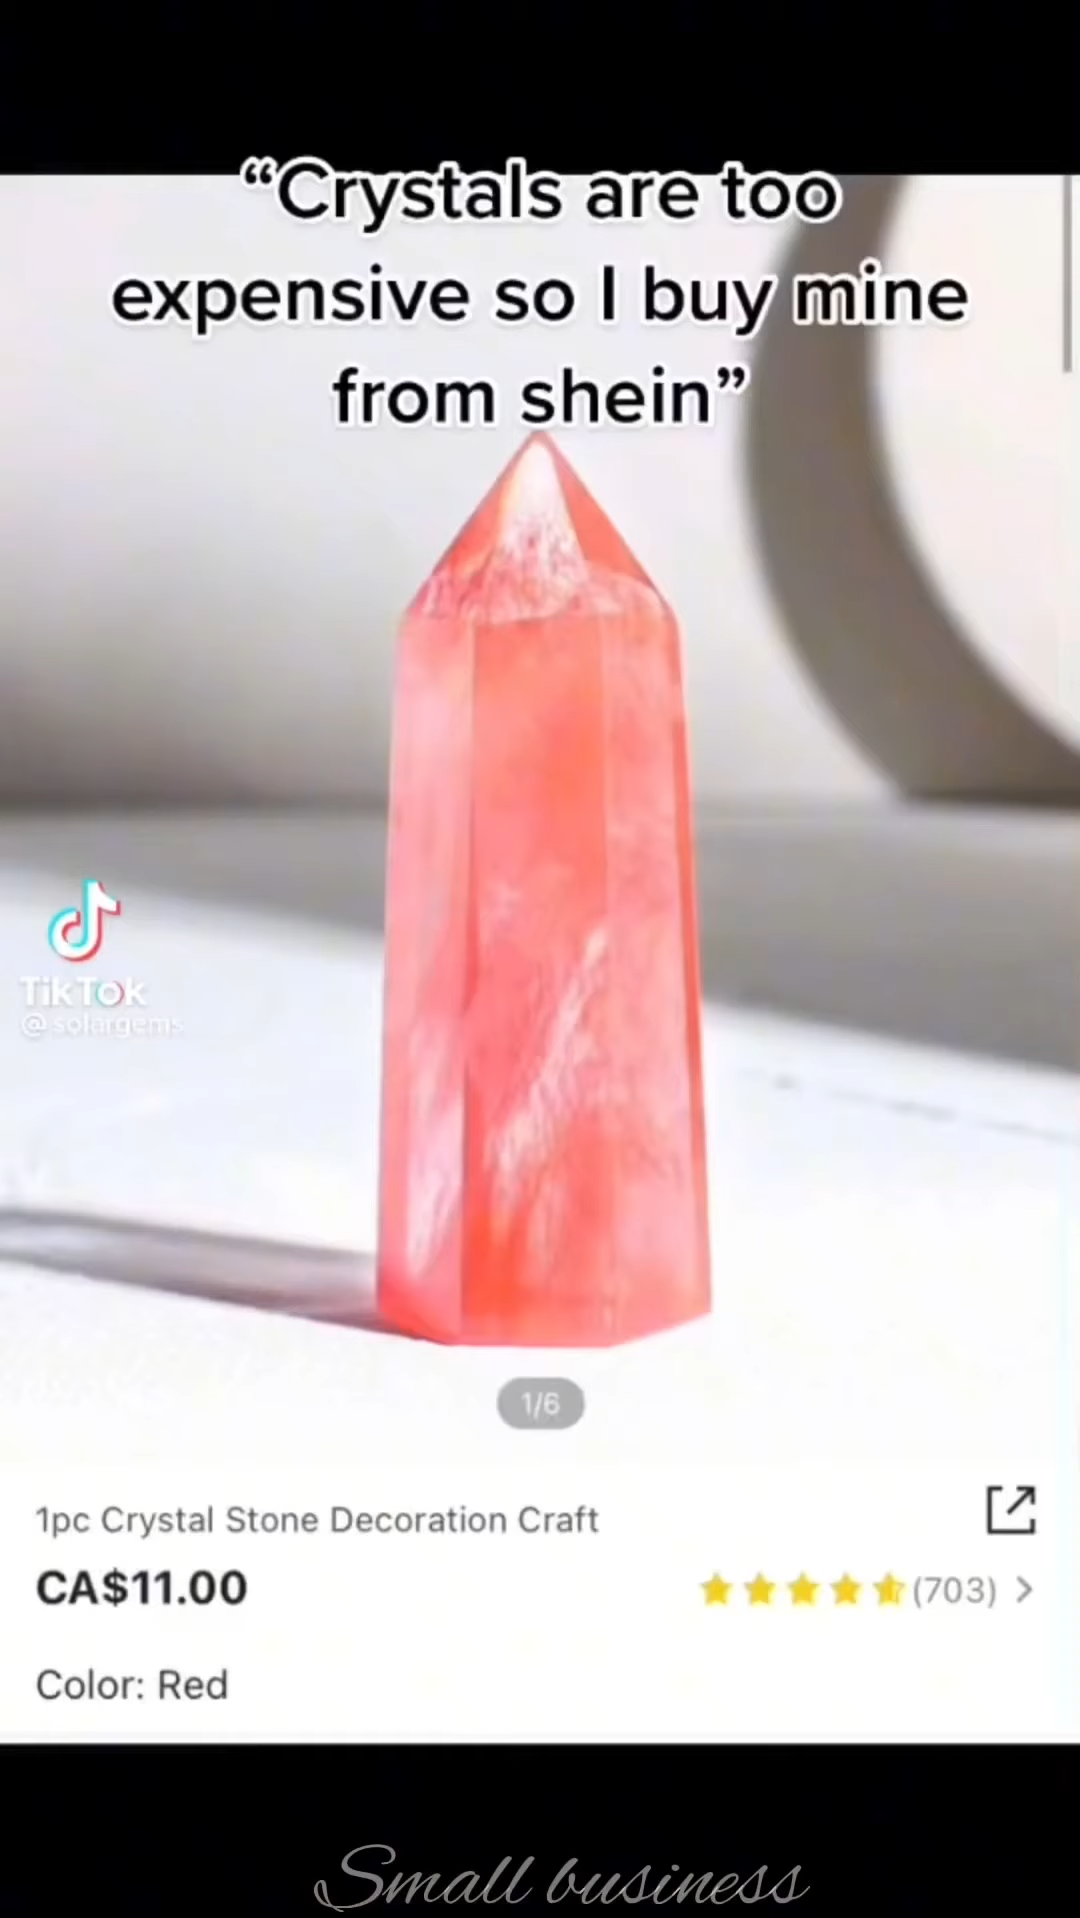 “Crystals are too
expensive so I buy mine
from shein”
TikTok
@solargems
1/6
1pc Crystal Stone Decoration Craft
CA$11.00
(703)
Color: Red
Small business